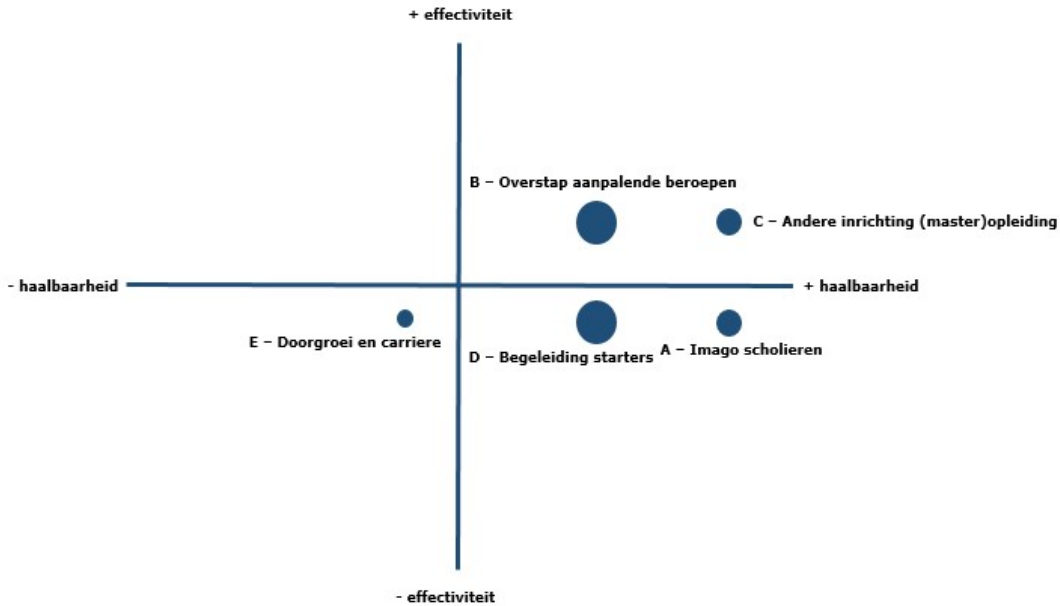 + effectiviteit
B – Overstap aanpalende beroepen
C – Andere inrichting (master)opleiding
- haalbaarheid
+ haalbaarheid
E – Doorgroei en carriere
D – Begeleiding starters
A – Imago scholieren
- effectiviteit